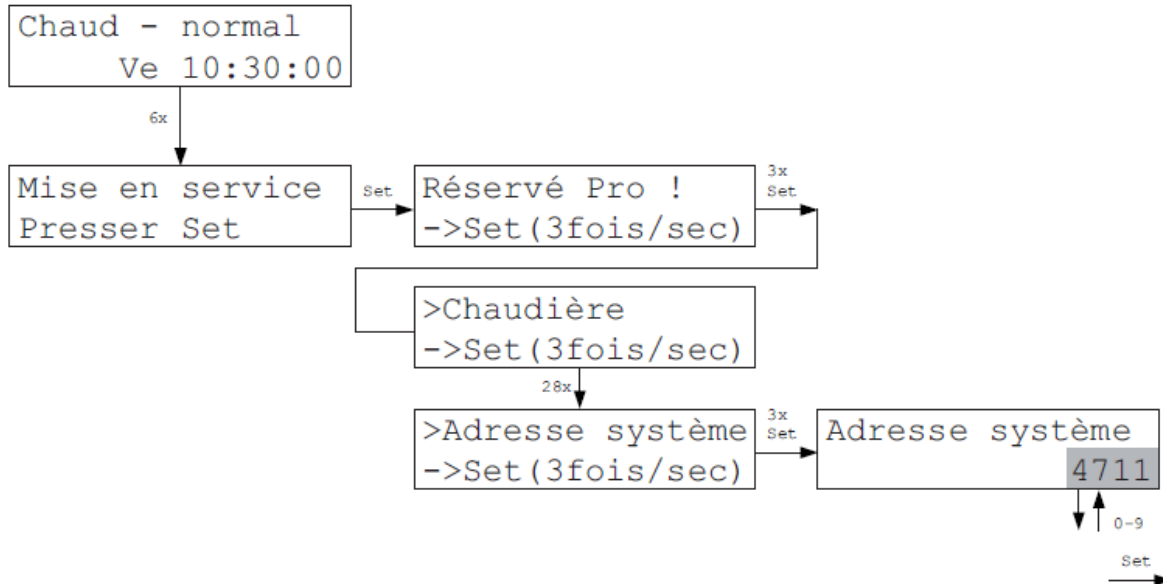 Chaud - normal
Ve 10:30:00
6x
Mise en service
Presser Set
Set
Réservé Pro !
->Set(3fois/sec)
3x
Set
>Chaudière
->Set(3fois/sec)
28x
>Adresse système
->Set(3fois/sec)
3x
Set
Adresse système
4711
0-9
Set